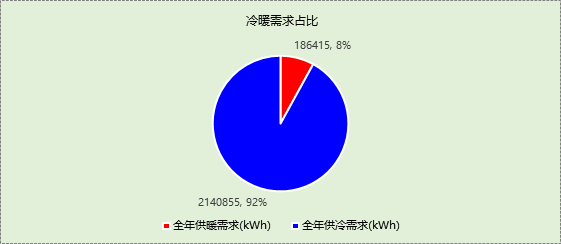 冷暖需求占比
186415, 8%
2140855, 92%
全年供暖需求(kWh)
全年供冷需求(kWh)